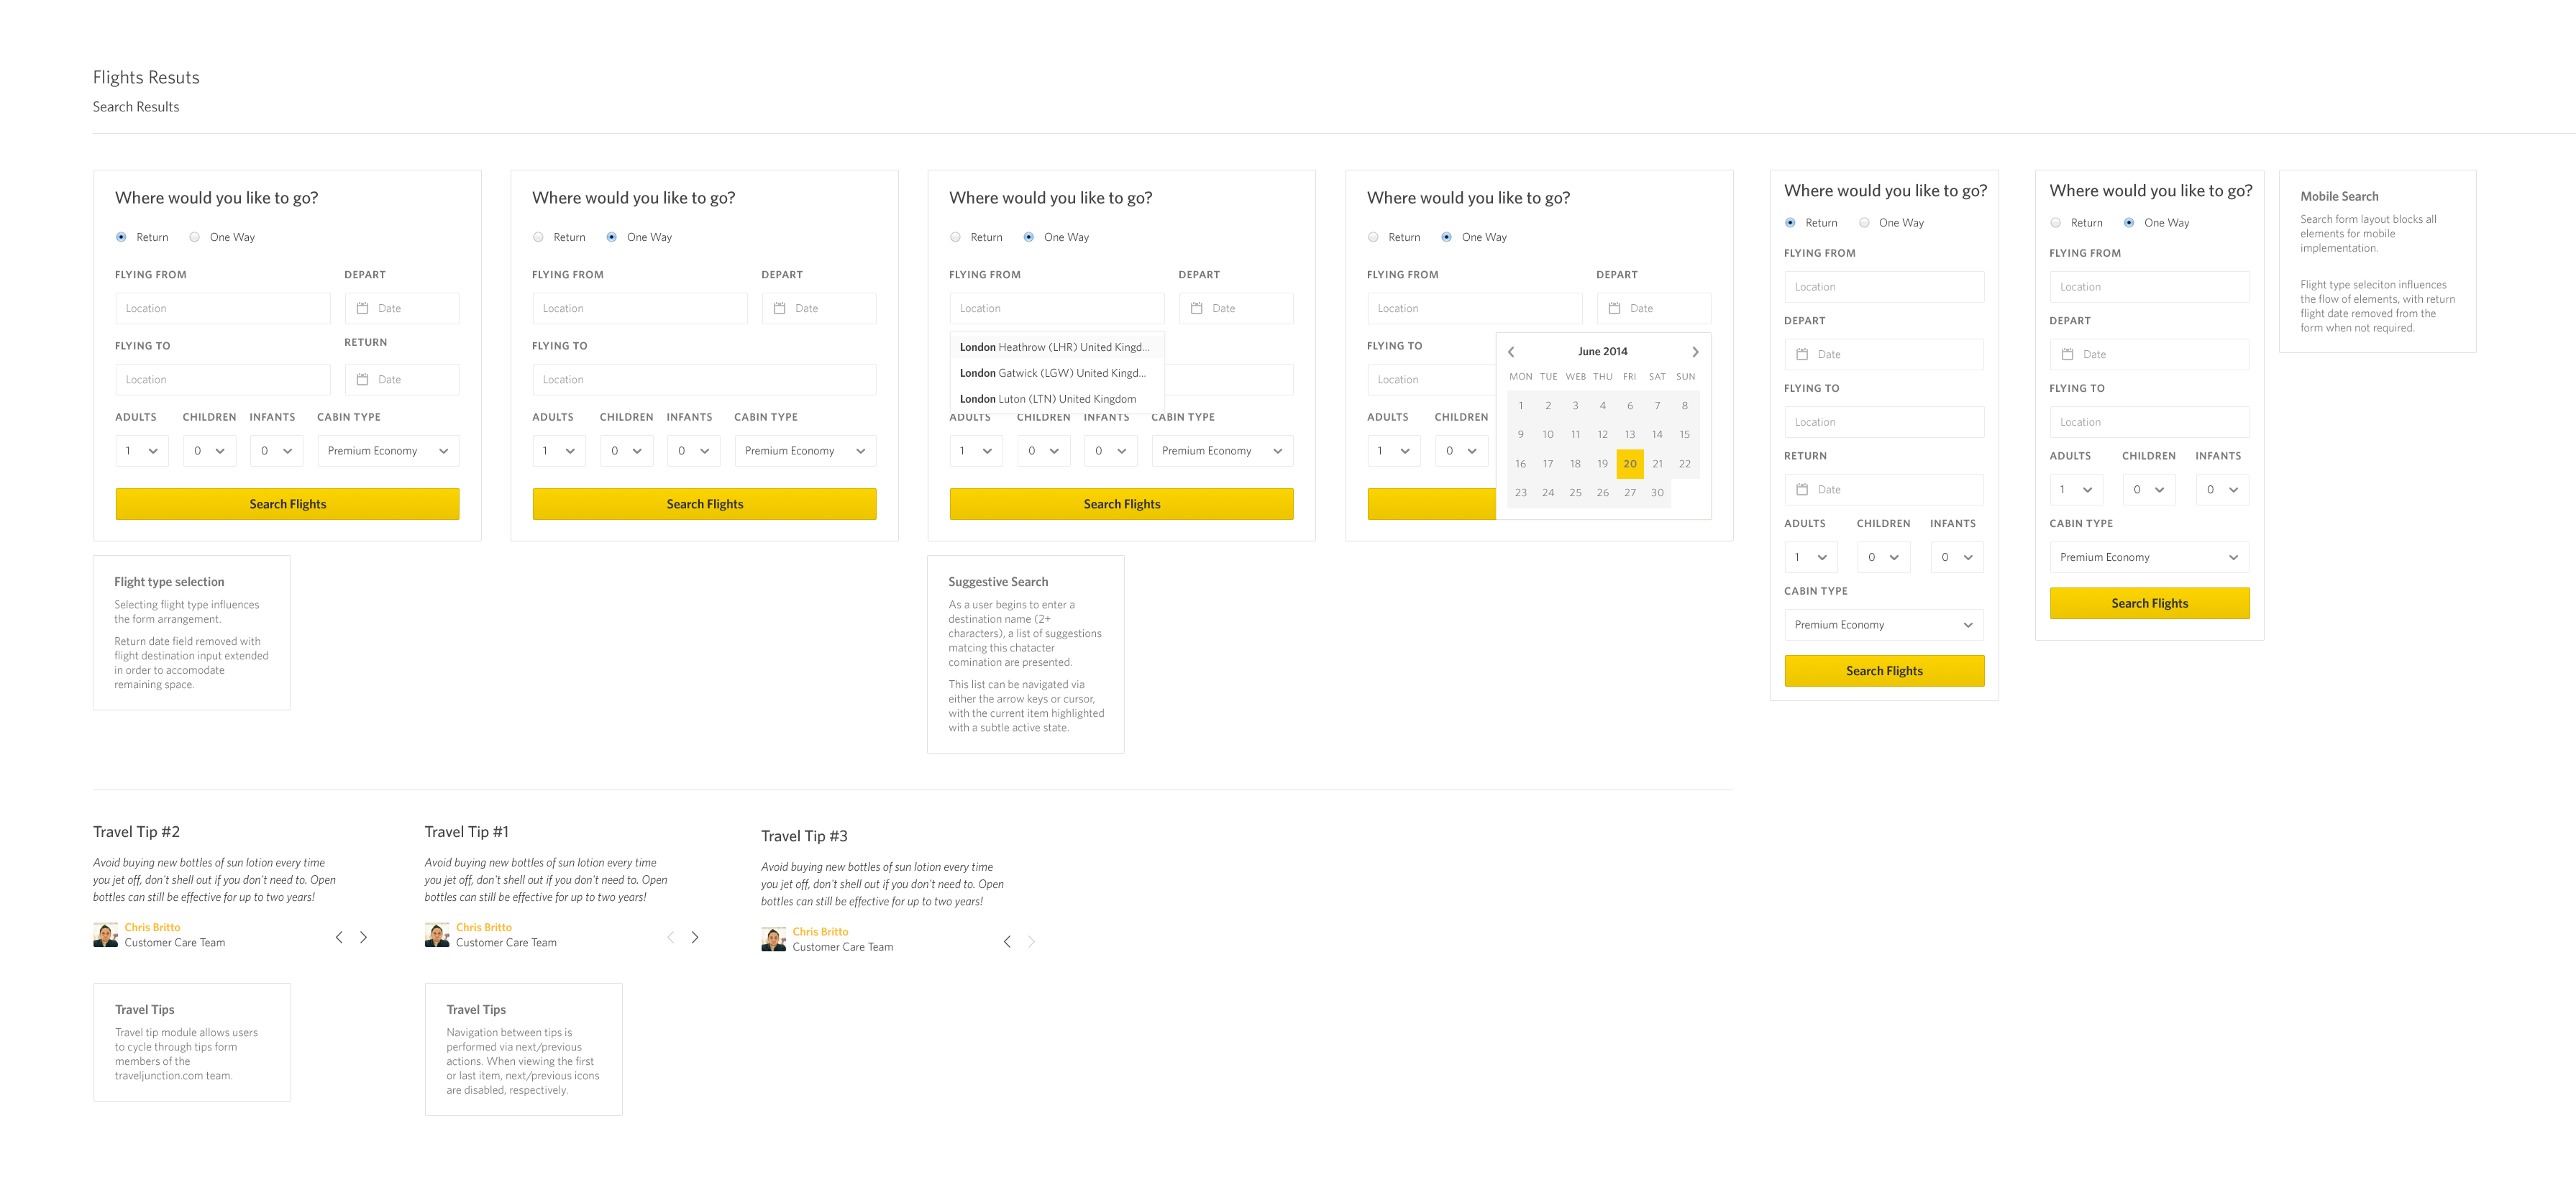 Flights Resuts
Search Results
Where would you like to go?
Return One Way
FLYING FROM DEPART
Location Date
FLYING TO RETURN
Location Date
ADULTS CHILDREN INFANTS CABIN TYPE
1 0 0 Premium Economy
Search Flights
Flight type selection
Selecting flight type influences
the form arrangement.
Return date field removed with
flight destination input extended
in order to accomodate
remaining space.
Where would you like to go?
Return One Way
FLYING FROM DEPART
Location Date
FLYING TO
Location
ADULTS CHILDREN INFANTS CABIN TYPE
1 0 0 Premium Economy
Search Flights
Where would you like to go?
Return One Way
FLYING FROM DEPART
Location Date
London Heathrow (LHR) United Kingd...
London Gatwick (LGW) United Kingd...
London Luton (LTN) United Kingdom
ADULTS CHILDREN INFANTS CABIN TYPE
1 0 0 Premium Economy
Search Flights
Suggestive Search
As a user begins to enter a
destination name (2+
characters), a list of suggestions
matcing this chatacter
comination are presented.
This list can be navigated via
either the arrow keys or cursor,
with the current item highlighted
with a subtle active state.
Where would you like to go?
Return One Way
FLYING FROM DEPART
Location Date
FLYING TO
Location
ADULTS CHILDREN
1 0
June 2014
MON TUE WEB THU FRI SAT SUN
1 2 3 4 6 7 8
9 10 11 12 13 14 15
16 17 18 19 20 21 22
23 24 25 26 27 30
Where would you like to go?
Return One Way
FLYING FROM
Location
DEPART
Date
FLYING TO
Location
RETURN
Date
ADULTS CHILDREN INFANTS
1 0 0
CABIN TYPE
Premium Economy
Search Flights
Where would you like to go?
Return One Way
FLYING FROM
Location
DEPART
Date
FLYING TO
Location
ADULTS CHILDREN INFANTS
1 0 0
CABIN TYPE
Premium Economy
Search Flights
Mobile Search
Search form layout blocks all
elements for mobile
implementation.
Flight type seleciton influences
the flow of elements, with return
flight date removed from the
form when not required.
Travel Tip #2
Avoid buying new bottles of sun lotion every time
you jet off, don't shell out if you don't need to. Open
bottles can still be effective for up to two years!
Chris Britto
Customer Care Team
Travel Tips
Travel tip module allows users
to cycle through tips form
members of the
traveljunction.com team.
Travel Tip #1
Avoid buying new bottles of sun lotion every time
you jet off, don't shell out if you don't need to. Open
bottles can still be effective for up to two years!
Chris Britto
Customer Care Team
Travel Tips
Navigation between tips is
performed via next/previous
actions. When viewing the first
or last item, next/previous icons
are disabled, respectively.
Travel Tip #3
Avoid buying new bottles of sun lotion every time
you jet off, don't shell out if you don't need to. Open
bottles can still be effective for up to two years!
Chris Britto
Customer Care Team